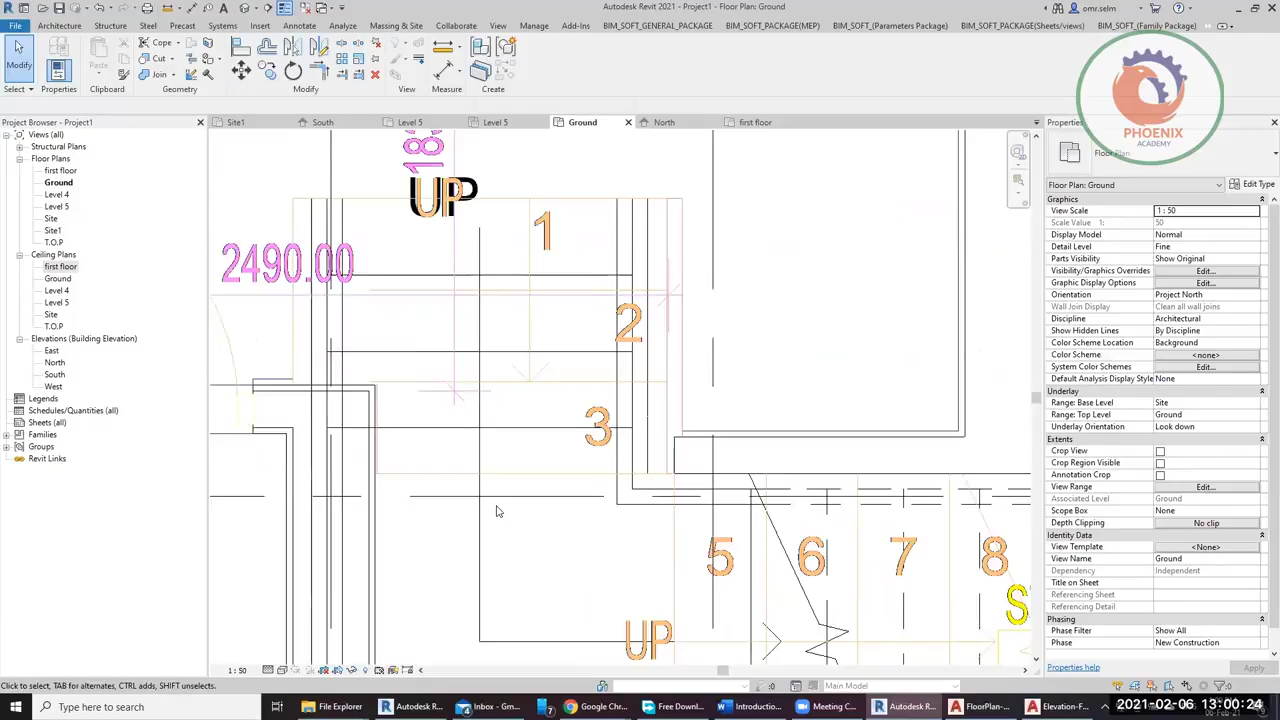 Autodesk Revit 2021 - Project1 - Floor Plan: Ground
omr.selm
File Architecture Structure Steel Precast Systems Insert Annotate Analyze Massing & Site Collaborate View Manage Add-Ins BIM_SOFT_GENERAL_PACKAGE BIM_SOFT_PACKAGE(MEP) BIM_SOFT_(Parameters Package) BIM_SOFT_PACKAGE(Sheets/views) BIM_SOFT_(Family Package)
Modify Paste Cope
Cut
Join
Select Properties Clipboard Geometry Modify View Measure Create
PHOENIX
ACADEMY
Project Browser - Project1
Site1 South Level 5 Level 5 Ground North first floor
Properties
Views (all)
Structural Plans
Floor Plans
first floor
Ground
Level 4
Level 5
Site
Site1
T.O.P
Ceiling Plans
first floor
Ground
Level 4
Level 5
Site
T.O.P
Elevations (Building Elevation)
East
North
South
West
Legends
Schedules/Quantities (all)
Sheets (all)
Families
Groups
Revit Links
UP
UP
1
2490.00
2
3
5 6 7 8
UP
Floor Plan
Floor Plan: Ground Edit Type
Graphics
View Scale 1 : 50
Scale Value 1: 50
Display Model Normal
Detail Level Fine
Parts Visibility Show Original
Visibility/Graphics Overrides Edit...
Graphic Display Options Edit...
Orientation Project North
Wall Join Display Clean all wall joins
Discipline Architectural
Show Hidden Lines By Discipline
Color Scheme Location Background
Color Scheme <none>
System Color Schemes Edit...
Default Analysis Display Style None
Underlay
Range: Base Level Site
Range: Top Level Ground
Underlay Orientation Look down
Extents
Crop View
Crop Region Visible
Annotation Crop
View Range Edit...
Associated Level Ground
Scope Box None
Depth Clipping No clip
Identity Data
View Template <None>
View Name Ground
Dependency Independent
Title on Sheet
Referencing Sheet
Referencing Detail
Phasing
Phase Filter Show All
Phase New Construction
Properties help Apply
1 : 50
Click to select, TAB for alternates, CTRL adds, SHIFT unselects.
:0 Main Model :0
Type here to search File Explorer Autodesk R... Inbox - Gm... 7 Google Chr... Free Downl... Introductio... Meeting C... Autodesk R... FloorPlan-... Elevation-F...
2021-02-06 13:00:24